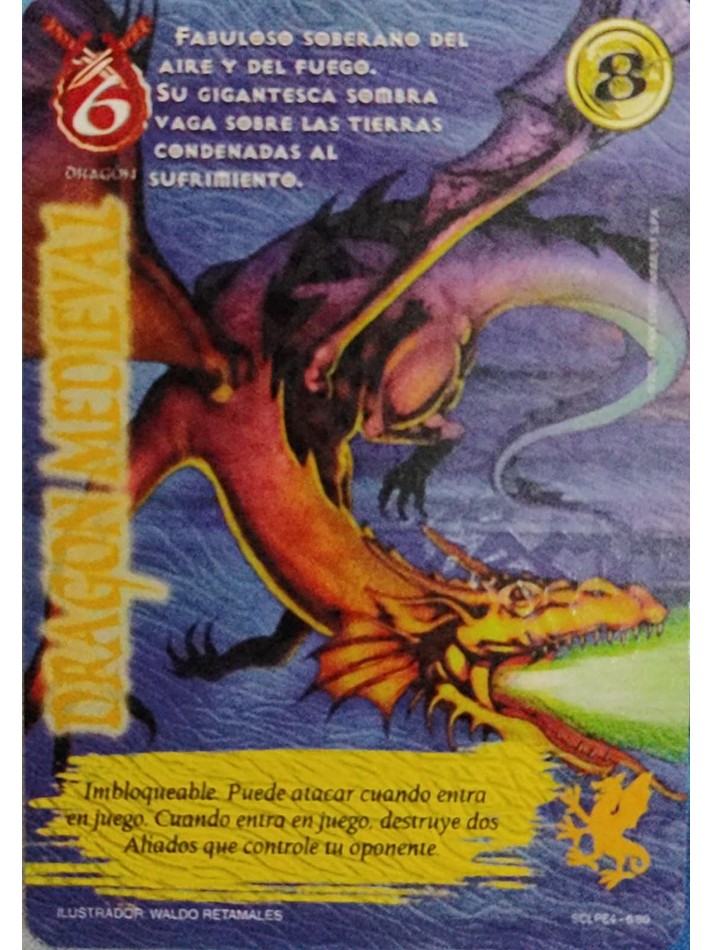 6
FABULOSO SOBERANO DEL
AIRE Y DEL FUEGO.
SU GIGANTESCA SOMBRA
VAGA SOBRE LAS TIERRAS
CONDENADAS AL
SUFRIMIENTO.
8
DRAGÓN
DRAGON MEDIEVAL
Imbloqueable. Puede atacar cuando entra
en juego. Cuando entra en juego, destruye dos
Aliados que controle tu oponente.
ILUSTRADOR: WALDO RETAMALES